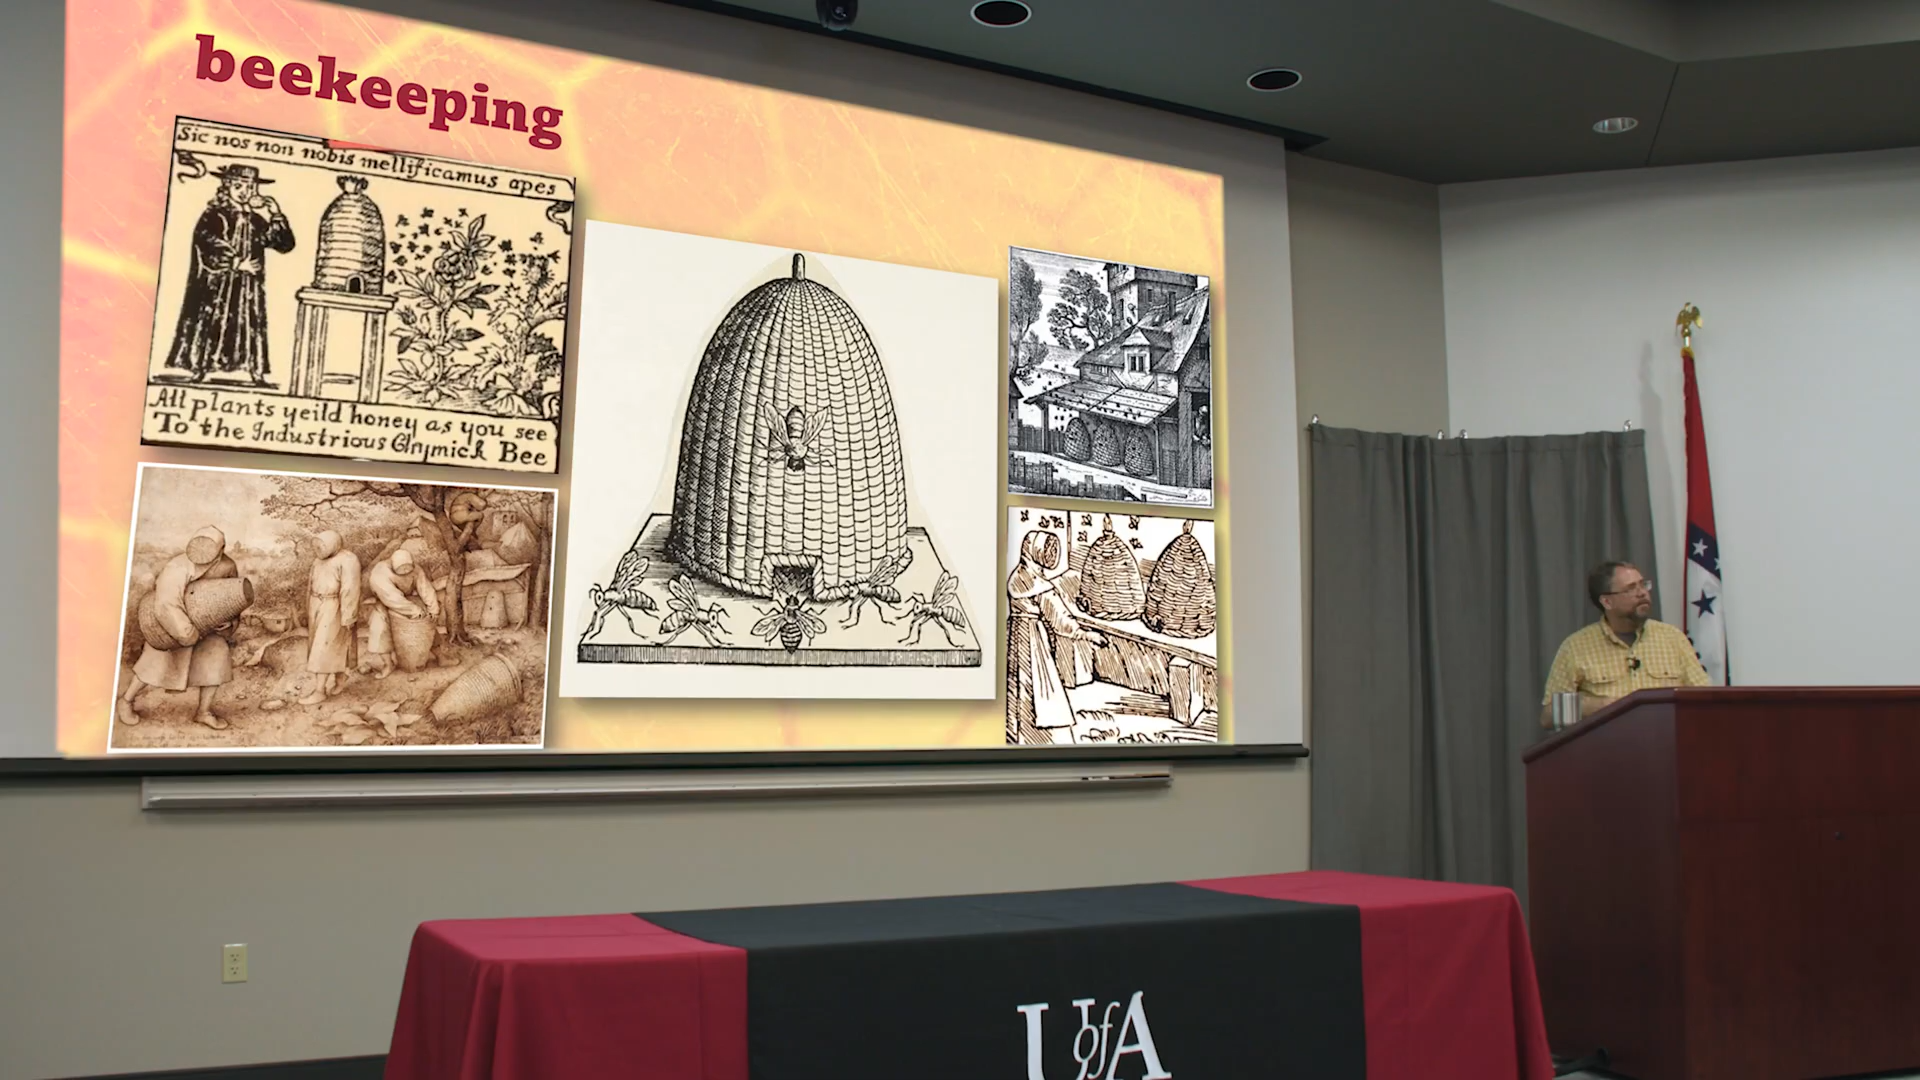 beekeeping
Sic nos non nobis mellificamus apes
All plants yeild honey as you see
To the Industrious Chymick Bee
U of A